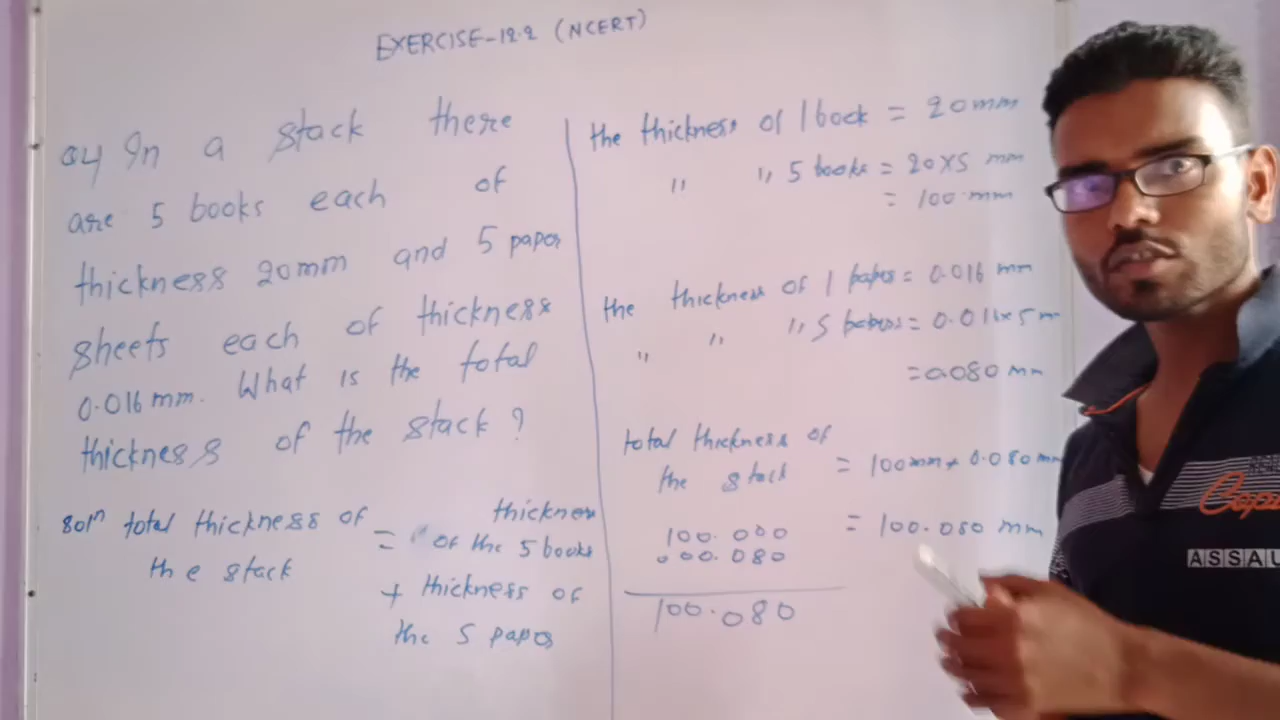 EXERCISE-12.2 (NCERT)
Q4 In a stack there
are 5 books each of
thickness 20mm and 5 paper
sheets each of thickness
0.016 mm. What is the total
thickness of the stack?
Solⁿ total thickness of the stack = thickness
of the 5 books
+ thickness of
the 5 paper
the thickness of 1 book = 20mm
" " 5 books = 20×5 mm
= 100 mm
the thickness of 1 paper = 0.016 mm
" " " 5 papers = 0.016×5 m
= 0.080 mm
total thickness of
the stack = 100mm + 0.080 mm
= 100.080 mm
100.000
000.080
100.080
ASSAU